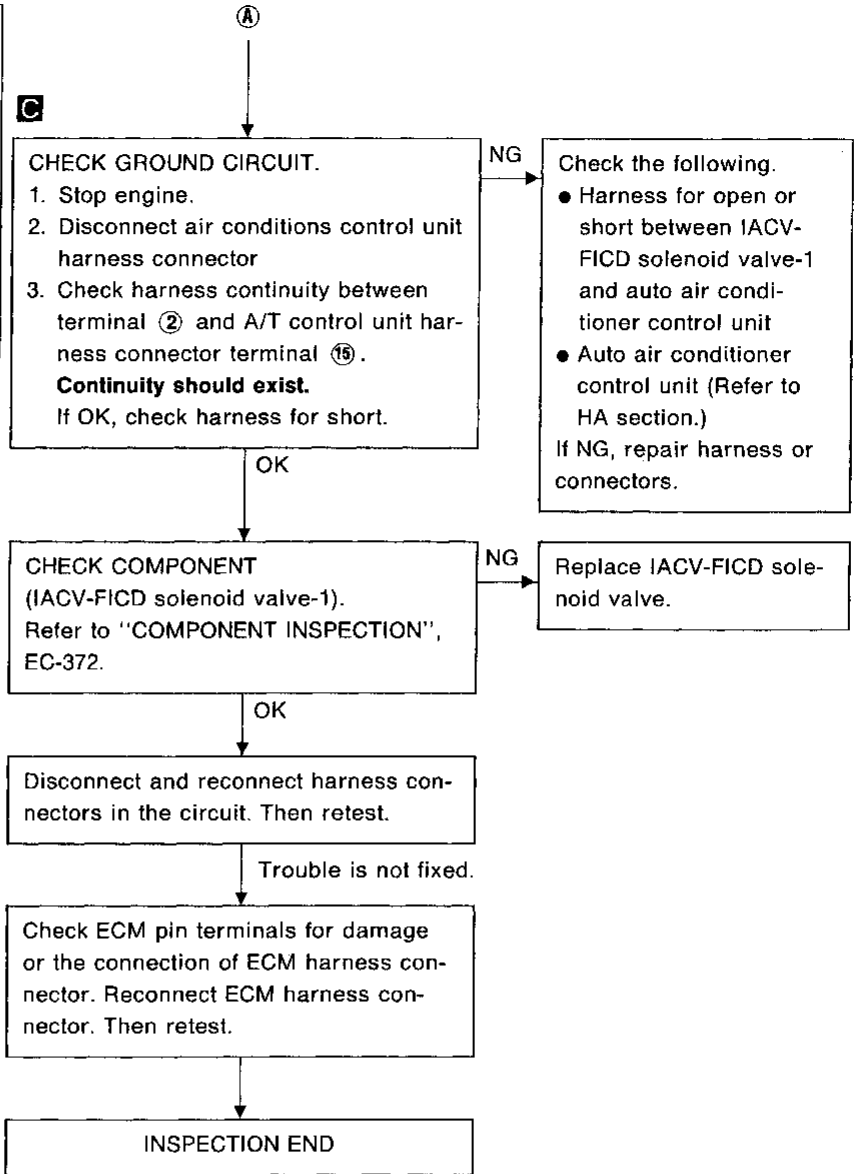 Ⓐ
C
CHECK GROUND CIRCUIT.
1. Stop engine.
2. Disconnect air conditions control unit
harness connector
3. Check harness continuity between
terminal ② and A/T control unit har-
ness connector terminal ⑮.
Continuity should exist.
If OK, check harness for short.
NG
Check the following.
● Harness for open or
short between IACV-
FICD solenoid valve-1
and auto air condi-
tioner control unit
● Auto air conditioner
control unit (Refer to
HA section.)
If NG, repair harness or
connectors.
OK
CHECK COMPONENT
(IACV-FICD solenoid valve-1).
Refer to "COMPONENT INSPECTION",
EC-372.
NG
Replace IACV-FICD sole-
noid valve.
OK
Disconnect and reconnect harness con-
nectors in the circuit. Then retest.
Trouble is not fixed.
Check ECM pin terminals for damage
or the connection of ECM harness con-
nector. Reconnect ECM harness con-
nector. Then retest.
INSPECTION END